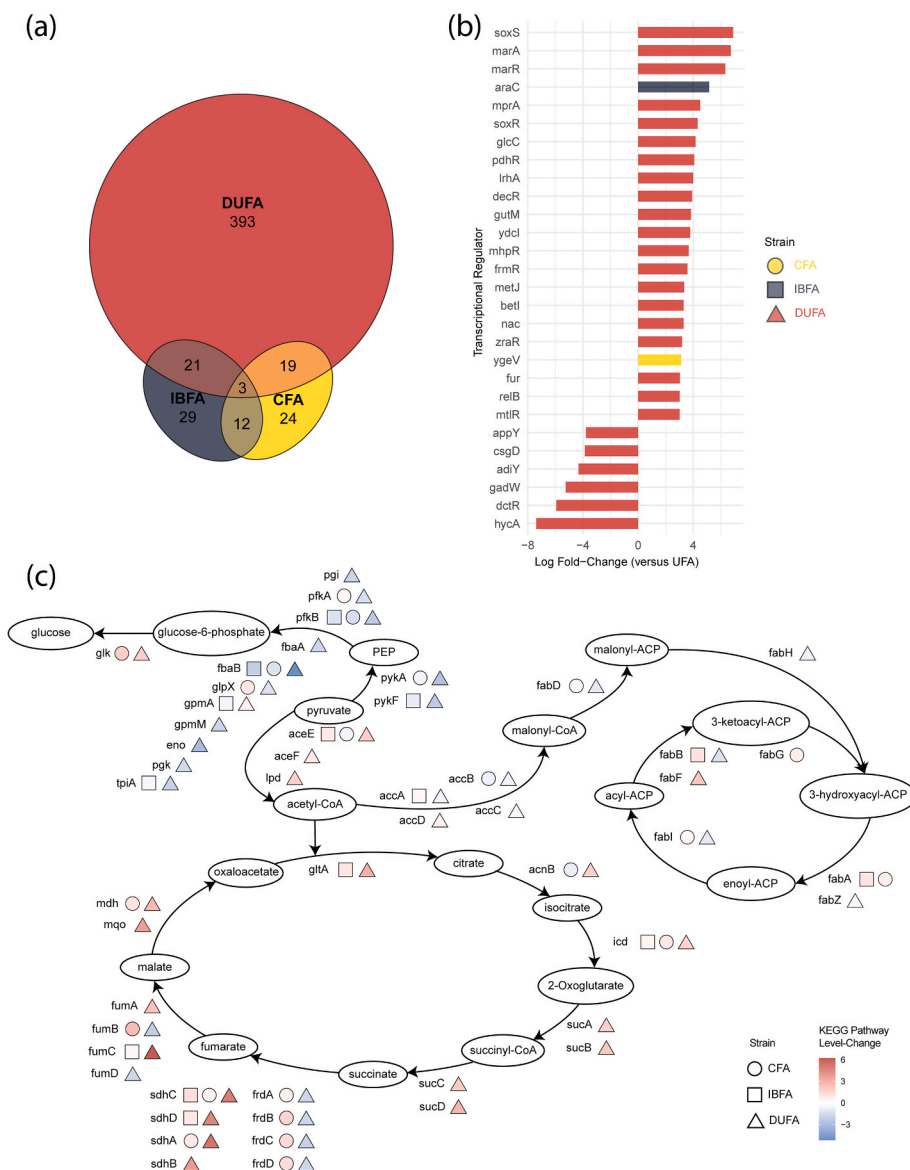 (a)
DUFA
393
21
19
3
IBFA
CFA
29
12
24
(b)
Transcriptional Regulator
soxS
marA
marR
araC
mprA
soxR
glcC
pdhR
lrhA
decR
gutM
ydcI
mhpR
frmR
metJ
betI
nac
zraR
ygeV
fur
relB
mtlR
appY
csgD
adiY
gadW
dctR
hycA
−8
−4
0
4
Log Fold−Change (versus UFA)
Strain
CFA
IBFA
DUFA
(c)
pgi
pfkA
pfkB
glucose
glucose-6-phosphate
glk
fbaA
PEP
fbaB
glpX
gpmA
gpmM
eno
pgk
tpiA
pykA
pykF
pyruvate
aceE
aceF
lpd
acetyl-CoA
accA
accD
accB
accC
malonyl-CoA
fabD
malonyl-ACP
fabH
3-ketoacyl-ACP
fabB
fabF
fabG
acyl-ACP
3-hydroxyacyl-ACP
fabI
enoyl-ACP
fabA
fabZ
oxaloacetate
gltA
citrate
acnB
isocitrate
icd
2-Oxoglutarate
sucA
sucB
succinyl-CoA
sucC
sucD
succinate
sdhC
sdhD
sdhA
sdhB
frdA
frdB
frdC
frdD
fumarate
fumA
fumB
fumC
fumD
malate
mdh
mqo
Strain
CFA
IBFA
DUFA
KEGG Pathway
Level-Change
6
3
0
−3